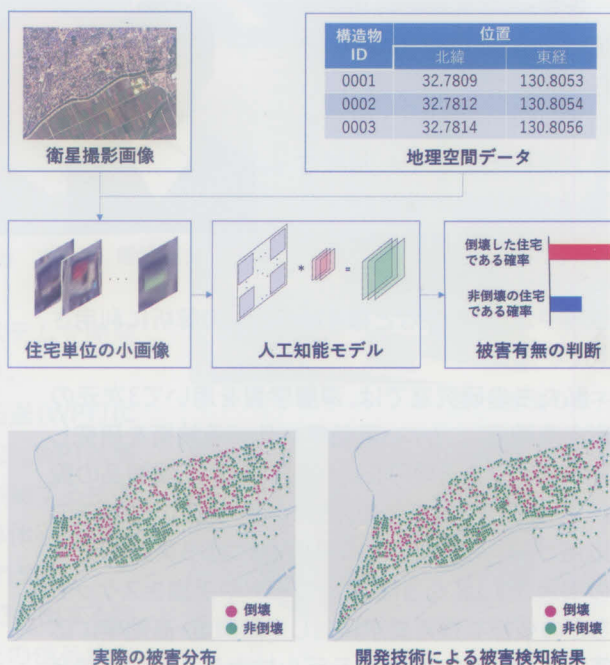 構造物
ID
位置
北緯
東経
0001 32.7809 130.8053
0002 32.7812 130.8054
0003 32.7814 130.8056
衛星撮影画像
地理空間データ
住宅単位の小画像
* =
人工知能モデル
倒壊した住宅
である確率
非倒壊の住宅
である確率
被害有無の判断
倒壊
非倒壊
実際の被害分布
倒壊
非倒壊
開発技術による被害検知結果